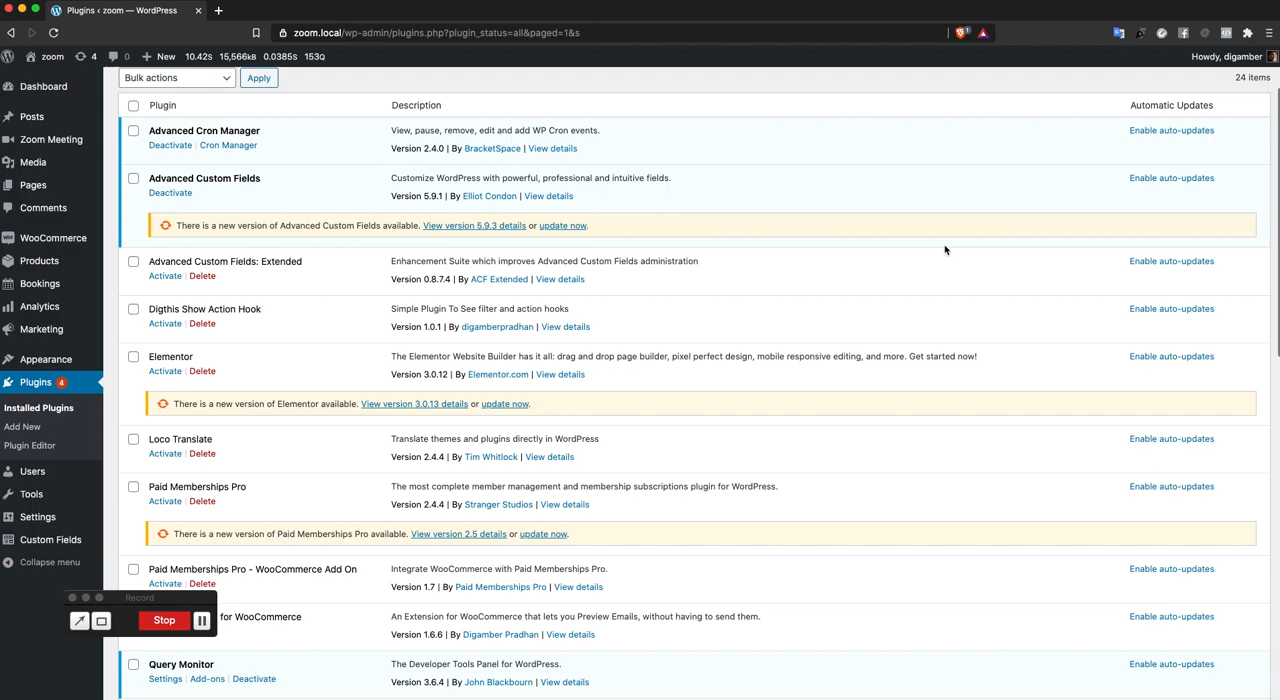 Plugins ‹ zoom — WordPress
zoom.local/wp-admin/plugins.php?plugin_status=all&paged=1&s
1
zoom 4 0 New 10.42S 15,566kB 0.0385S 153Q
Howdy, digamber
Bulk actions Apply
24 items
Plugin Description Automatic Updates
Advanced Cron Manager
Deactivate | Cron Manager
View, pause, remove, edit and add WP Cron events.
Version 2.4.0 | By BracketSpace | View details
Enable auto-updates
Advanced Custom Fields
Deactivate
Customize WordPress with powerful, professional and intuitive fields.
Version 5.9.1 | By Elliot Condon | View details
Enable auto-updates
There is a new version of Advanced Custom Fields available. View version 5.9.3 details or update now.
Advanced Custom Fields: Extended
Activate | Delete
Enhancement Suite which improves Advanced Custom Fields administration
Version 0.8.7.4 | By ACF Extended | View details
Enable auto-updates
Digthis Show Action Hook
Activate | Delete
Simple Plugin To See filter and action hooks
Version 1.0.1 | By digamberpradhan | View details
Enable auto-updates
Elementor
Activate | Delete
The Elementor Website Builder has it all: drag and drop page builder, pixel perfect design, mobile responsive editing, and more. Get started now!
Version 3.0.12 | By Elementor.com | View details
Enable auto-updates
There is a new version of Elementor available. View version 3.0.13 details or update now.
Loco Translate
Activate | Delete
Translate themes and plugins directly in WordPress
Version 2.4.4 | By Tim Whitlock | View details
Enable auto-updates
Paid Memberships Pro
Activate | Delete
The most complete member management and membership subscriptions plugin for WordPress.
Version 2.4.4 | By Stranger Studios | View details
Enable auto-updates
There is a new version of Paid Memberships Pro available. View version 2.5 details or update now.
Paid Memberships Pro - WooCommerce Add On
Activate | Delete
Integrate WooCommerce with Paid Memberships Pro.
Version 1.7 | By Paid Memberships Pro | View details
Enable auto-updates
for WooCommerce
An Extension for WooCommerce that lets you Preview Emails, without having to send them.
Version 1.6.6 | By Digamber Pradhan | View details
Enable auto-updates
Query Monitor
Settings | Add-ons | Deactivate
The Developer Tools Panel for WordPress.
Version 3.6.4 | By John Blackbourn | View details
Enable auto-updates
Dashboard
Posts
Zoom Meeting
Media
Pages
Comments
WooCommerce
Products
Bookings
Analytics
Marketing
Appearance
Plugins 4
Installed Plugins
Add New
Plugin Editor
Users
Tools
Settings
Custom Fields
Collapse menu
Record
Stop